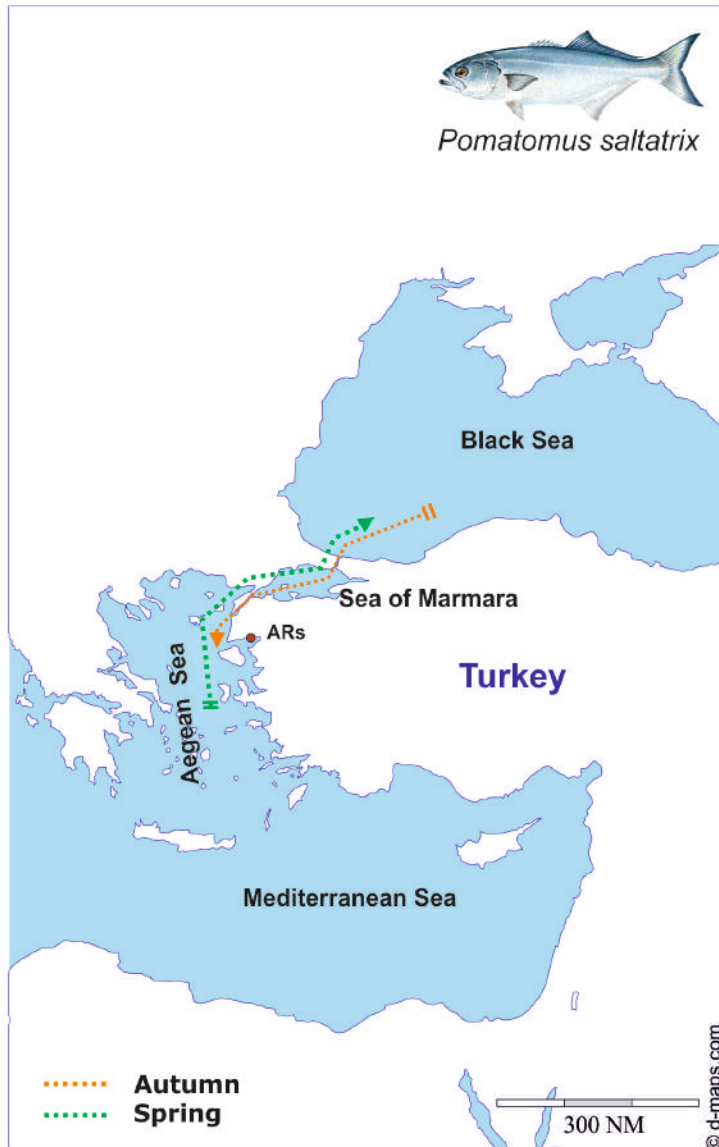 Pomatomus saltatrix
Black Sea
Sea of Marmara
ARs
Turkey
Aegean Sea
Mediterranean Sea
Autumn
Spring
300 NM
© d-maps.com